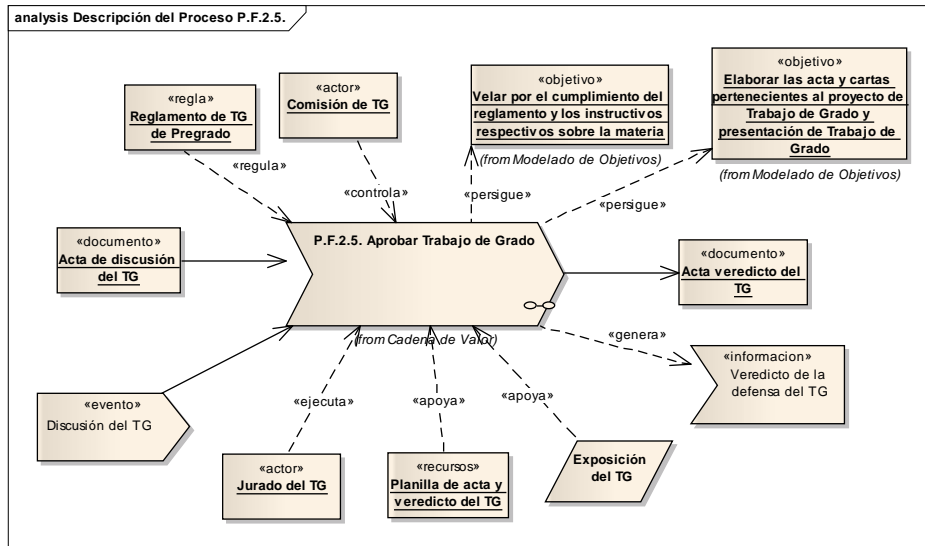 analysis Descripción del Proceso P.F.2.5.
«regla»
Reglamento de TG
de Pregrado
«actor»
Comisión de TG
«objetivo»
Velar por el cumplimiento del
reglamento y los instructivos
respectivos sobre la materia
(from Modelado de Objetivos)
«objetivo»
Elaborar las acta y cartas
pertenecientes al proyecto de
Trabajo de Grado y
presentación de Trabajo de
Grado
(from Modelado de Objetivos)
«regula»
«controla»
«persigue»
«persigue»
«documento»
Acta de discusión
del TG
P.F.2.5. Aprobar Trabajo de Grado
(from Cadena de Valor)
«documento»
Acta veredicto del
TG
«genera»
«informacion»
Veredicto de la
defensa del TG
«evento»
Discusión del TG
«ejecuta»
«apoya»
«apoya»
«actor»
Jurado del TG
«recursos»
Planilla de acta y
veredicto del TG
Exposición
del TG